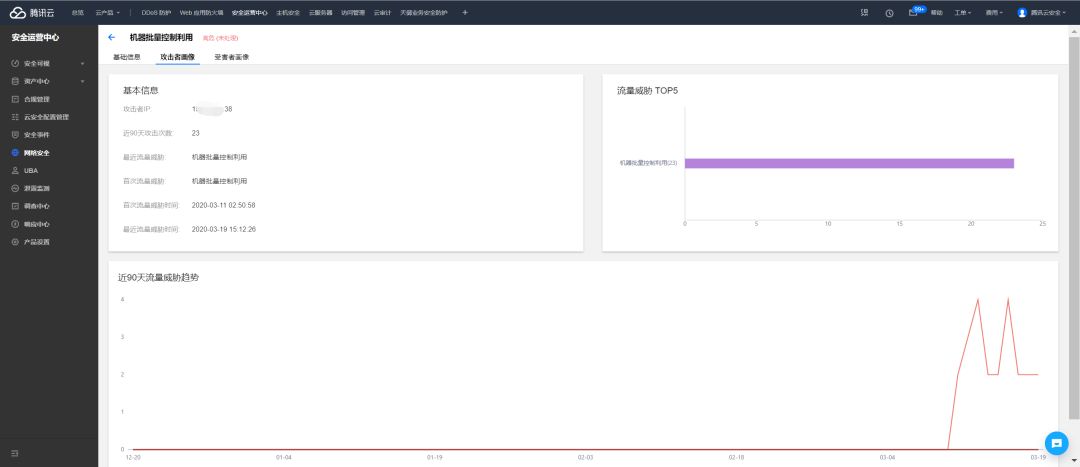 腾讯云 总览 云产品 DDoS 防护 Web 应用防火墙 安全运营中心 主机安全 云服务器 访问管理 云审计 天御业务安全防护 + 99+ 帮助 工单 费用 腾讯云安全
安全运营中心
安全可视
资产中心
合规管理
云安全配置管理
安全事件
网络安全
UBA
泄露监测
调查中心
响应中心
产品设置
机器批量控制利用 高危 (未处理)
基础信息 攻击者画像 受害者画像
基本信息
攻击者IP: 38
近90天攻击次数: 23
最近流量威胁: 机器批量控制利用
首次流量威胁: 机器批量控制利用
首次流量威胁时间: 2020-03-11 02:50:58
最近流量威胁时间: 2020-03-19 15:12:26
流量威胁 TOP5
机器批量控制利用(23)
0 5 10 15 20 25
近90天流量威胁趋势
4
3
2
1
0
12-20 01-04 01-19 02-03 02-18 03-04 03-19